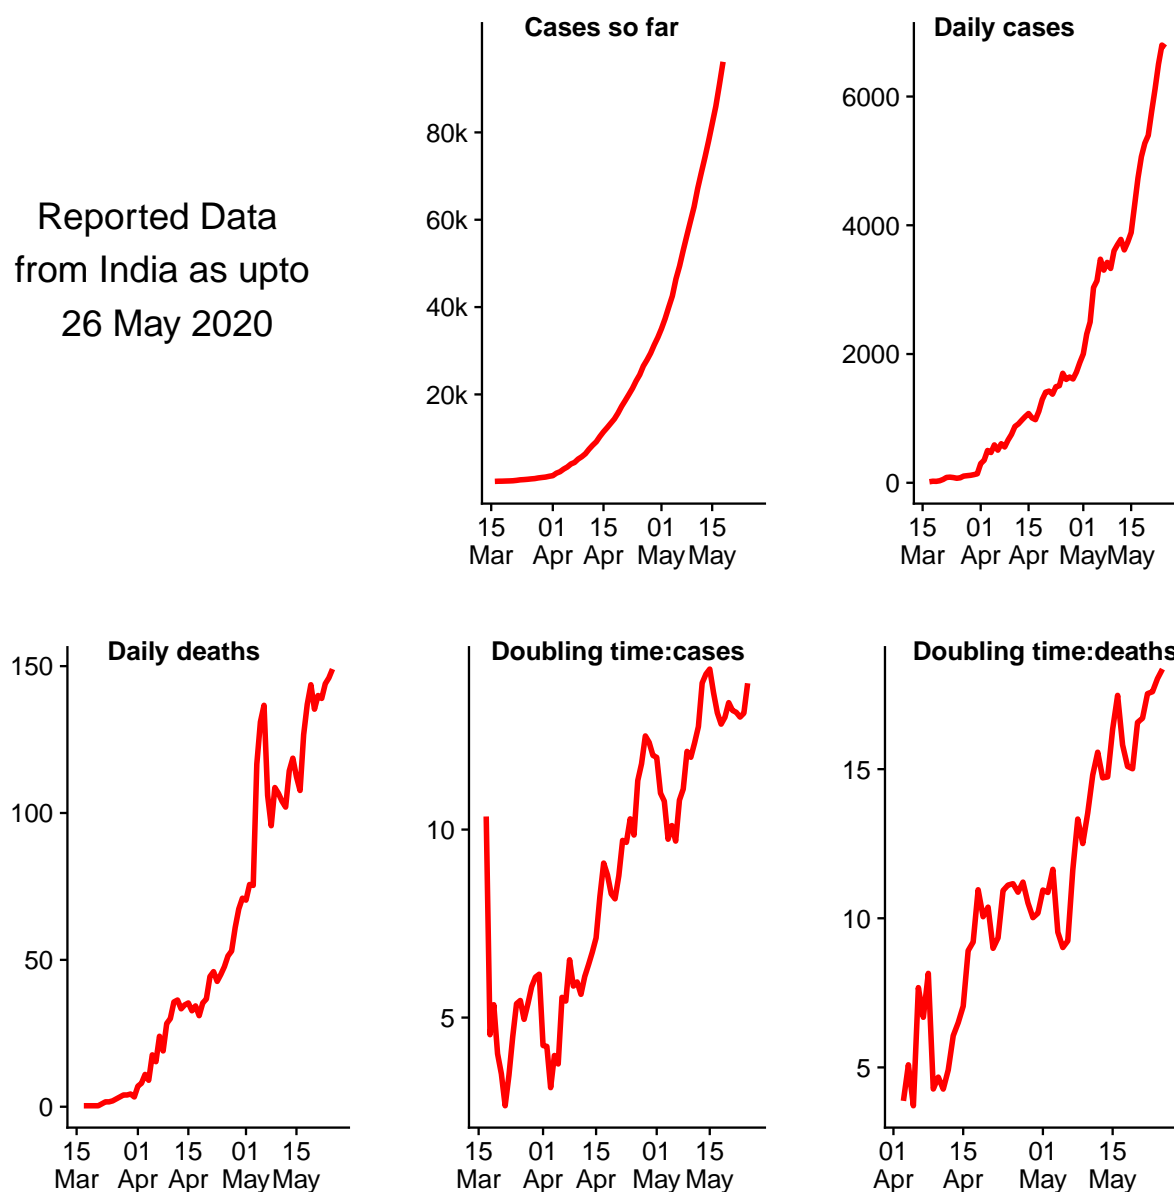 Cases so far
Daily cases
80k
60k
40k
20k
15 01 15 01 15
Mar Apr Apr May May
6000
4000
2000
0
15 01 15 01 15
Mar Apr Apr May May
Reported Data
from India as upto
26 May 2020
Daily deaths
150
100
50
0
15 01 15 01 15
Mar Apr Apr May May
Doubling time:cases
10
5
15 01 15 01 15
Mar Apr Apr May May
Doubling time:deaths
15
10
5
01 15 01 15
Apr Apr May May